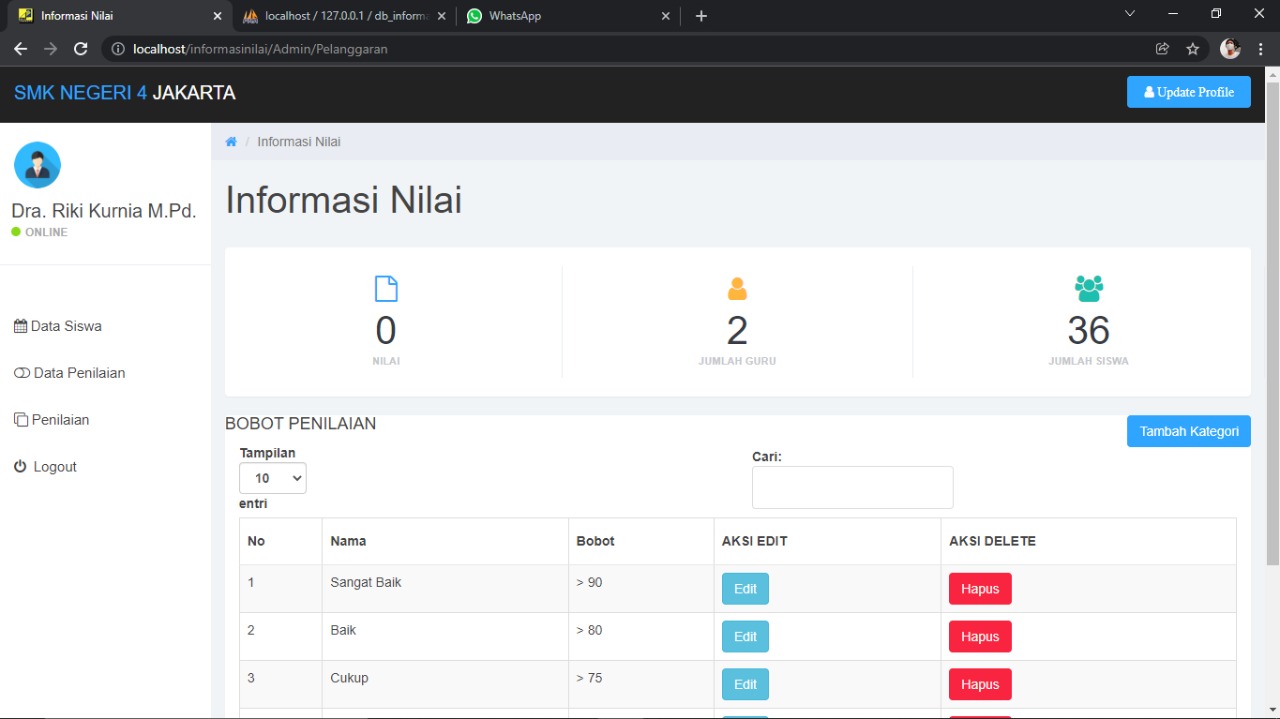 Informasi Nilai
localhost / 127.0.0.1 / db_informa
WhatsApp
localhost/informasinilai/Admin/Pelanggaran
SMK NEGERI 4 JAKARTA
Update Profile
Dra. Riki Kurnia M.Pd.
ONLINE
Data Siswa
Data Penilaian
Penilaian
Logout
/ Informasi Nilai
Informasi Nilai
0
NILAI
2
JUMLAH GURU
36
JUMLAH SISWA
BOBOT PENILAIAN
Tambah Kategori
Tampilan
10
entri
Cari:
No Nama Bobot AKSI EDIT AKSI DELETE
1 Sangat Baik > 90 Edit Hapus
2 Baik > 80 Edit Hapus
3 Cukup > 75 Edit Hapus